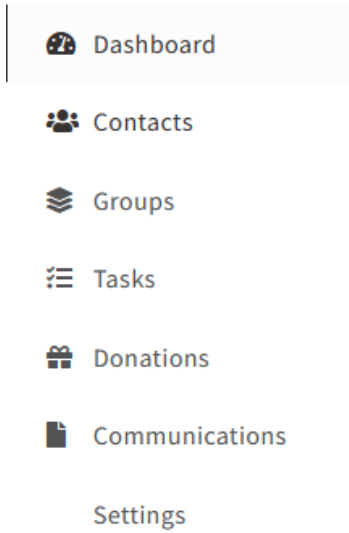 Dashboard
Contacts
Groups
Tasks
Donations
Communications
Settings